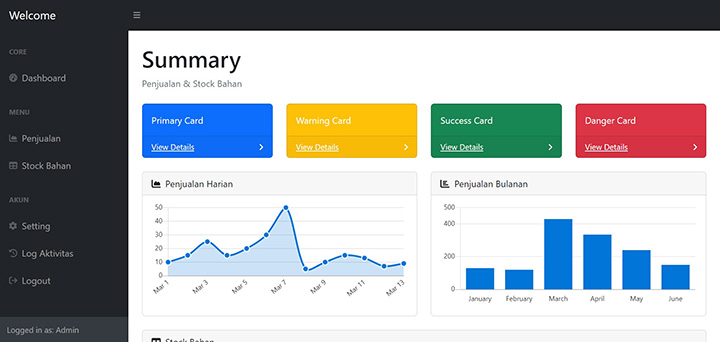 Welcome
CORE
Dashboard
MENU
Penjualan
Stock Bahan
AKUN
Setting
Log Aktivitas
Logout
Logged in as: Admin
Summary
Penjualan & Stock Bahan
Primary Card
View Details
Warning Card
View Details
Success Card
View Details
Danger Card
View Details
Penjualan Harian
50
40
30
20
10
0
Mar 1
Mar 3
Mar 5
Mar 7
Mar 9
Mar 11
Mar 13
Penjualan Bulanan
500
400
200
0
January
February
March
April
May
June
Stock Bahan